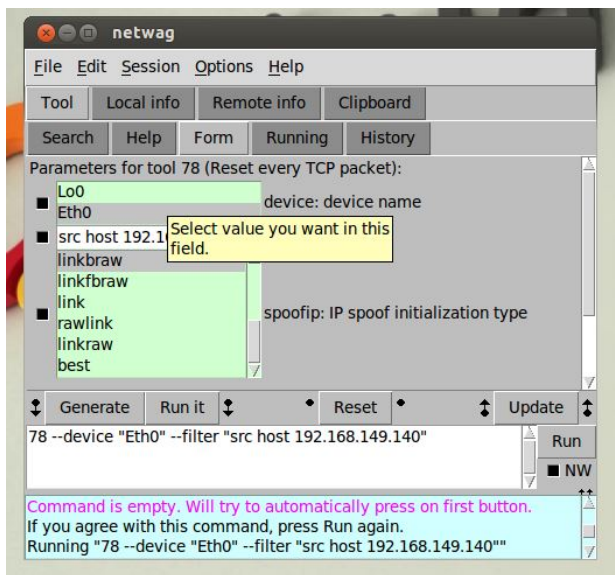 netwag
File Edit Session Options Help
Tool Local info Remote info Clipboard
Search Help Form Running History
Parameters for tool 78 (Reset every TCP packet):
Lo0
Eth0
device: device name
src host 192.1
Select value you want in this
field.
linkbraw
linkfbraw
link
rawlink
linkraw
best
spoofip: IP spoof initialization type
Generate Run it Reset Update
78 --device "Eth0" --filter "src host 192.168.149.140"
Run
NW
Command is empty. Will try to automatically press on first button.
If you agree with this command, press Run again.
Running "78 --device "Eth0" --filter "src host 192.168.149.140""